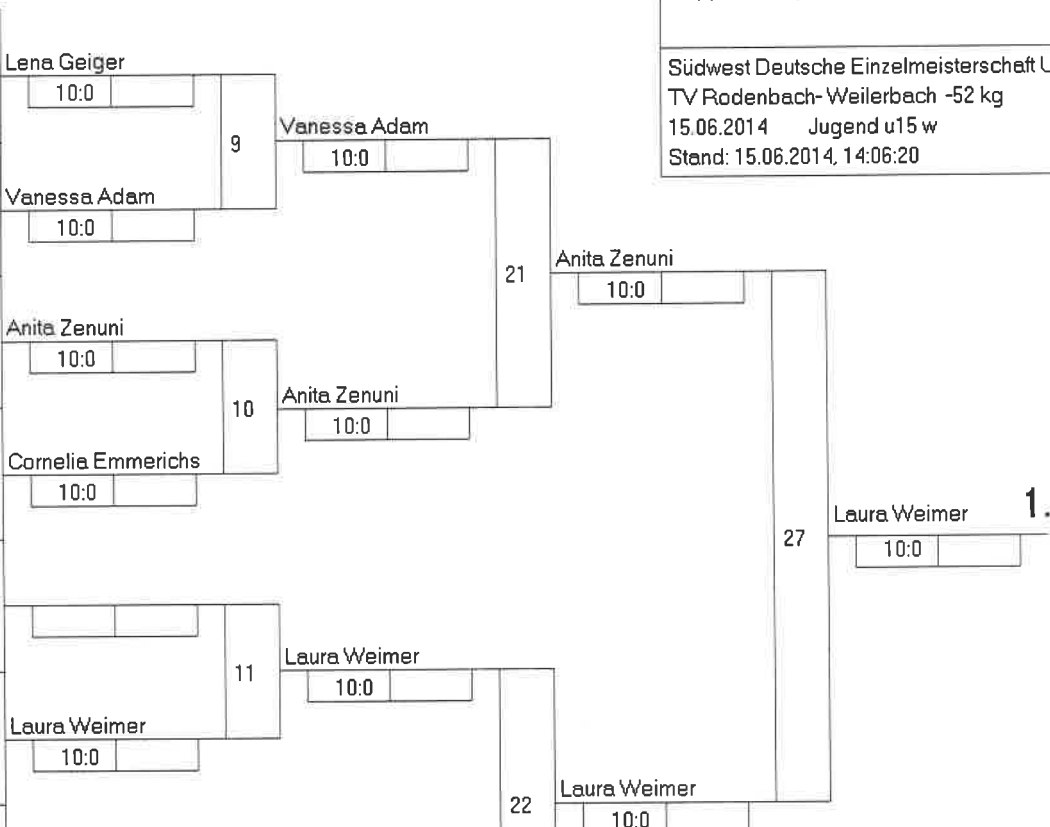 Südwest Deutsche Einzelmeisterschaft U
TV Rodenbach-Weilerbach -52 kg
15.06.2014 Jugend u15 w
Stand: 15.06.2014, 14:06:20
Lena Geiger
10:0
9
Vanessa Adam
10:0
Vanessa Adam
10:0
21
Anita Zenuni
10:0
Anita Zenuni
10:0
10
Anita Zenuni
10:0
Cornelia Emmerichs
10:0
27
Laura Weimer 1.
10:0
11
Laura Weimer
10:0
Laura Weimer
10:0
22
Laura Weimer
10:0